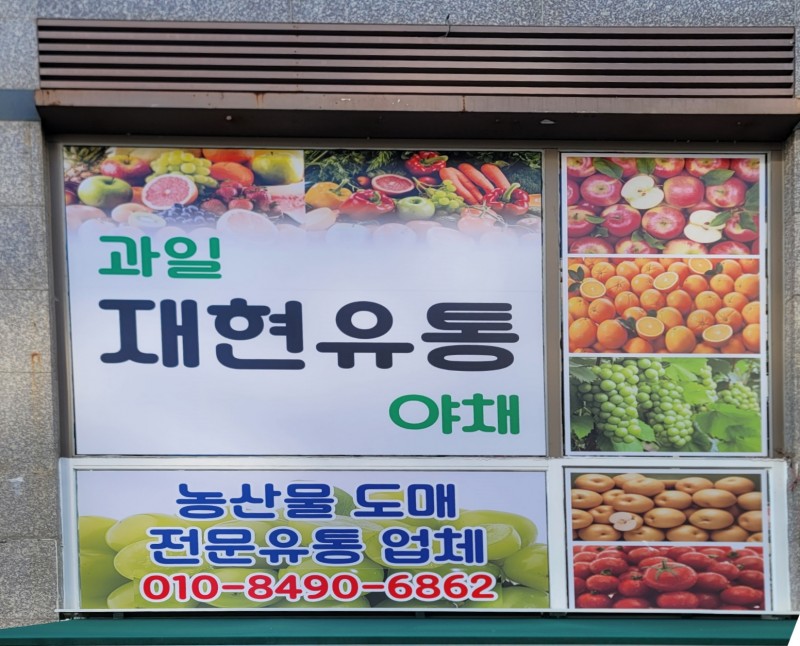 과일
재현유통
야채
농산물 도매
전문유통 업체
010-8490-6862